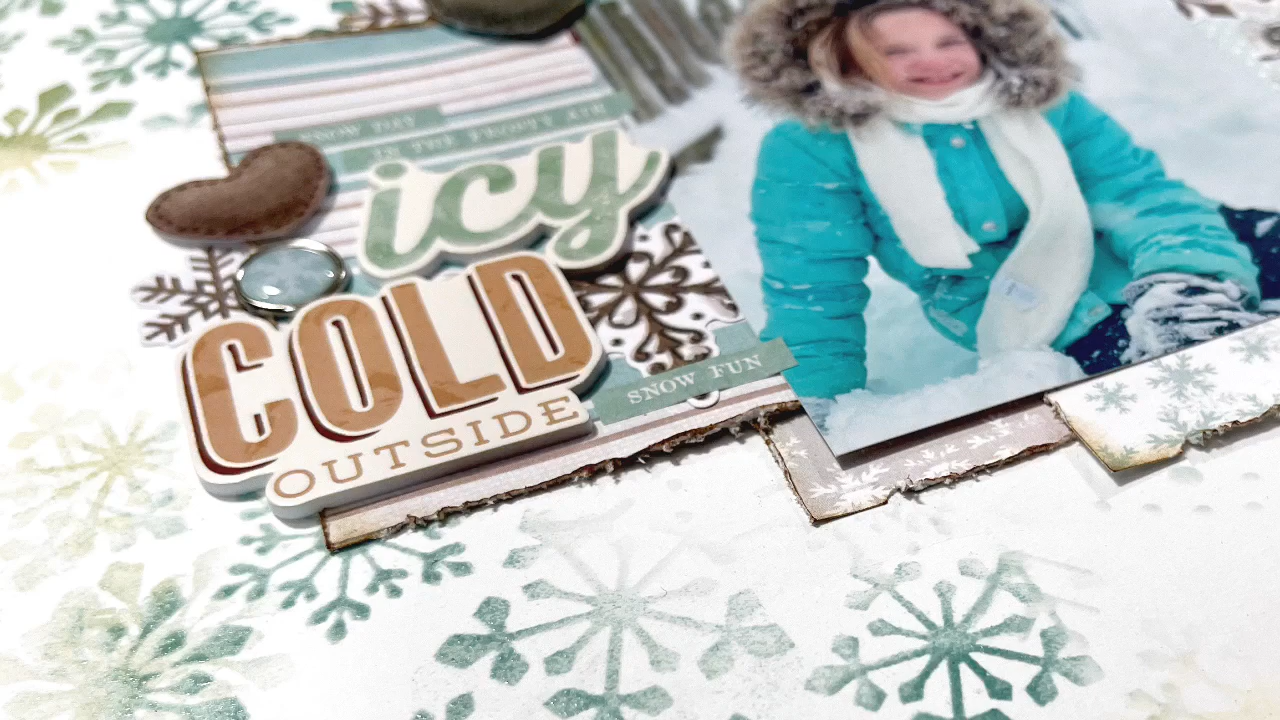 SNOW DAY
IN THE FROSTY AIR
icy
COLD
OUTSIDE
SNOW FUN